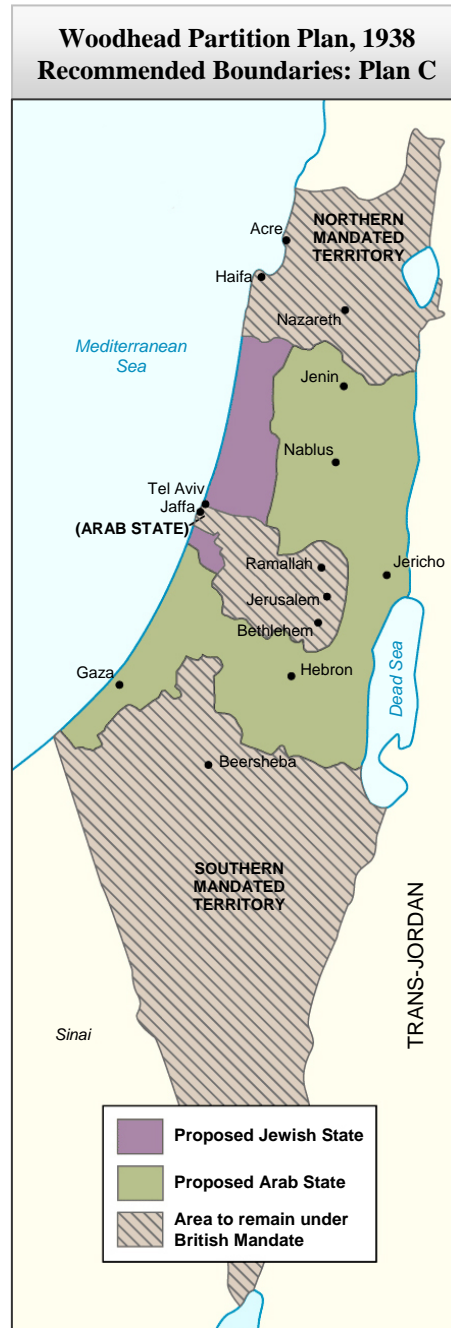 Woodhead Partition Plan, 1938
Recommended Boundaries: Plan C
NORTHERN
MANDATED
TERRITORY
Acre
Haifa
Nazareth
Mediterranean
Sea
Jenin
Nablus
Tel Aviv
Jaffa
(ARAB STATE)
Ramallah
Jericho
Jerusalem
Bethlehem
Dead Sea
Gaza
Hebron
Beersheba
SOUTHERN
MANDATED
TERRITORY
TRANS-JORDAN
Sinai
Proposed Jewish State
Proposed Arab State
Area to remain under
British Mandate